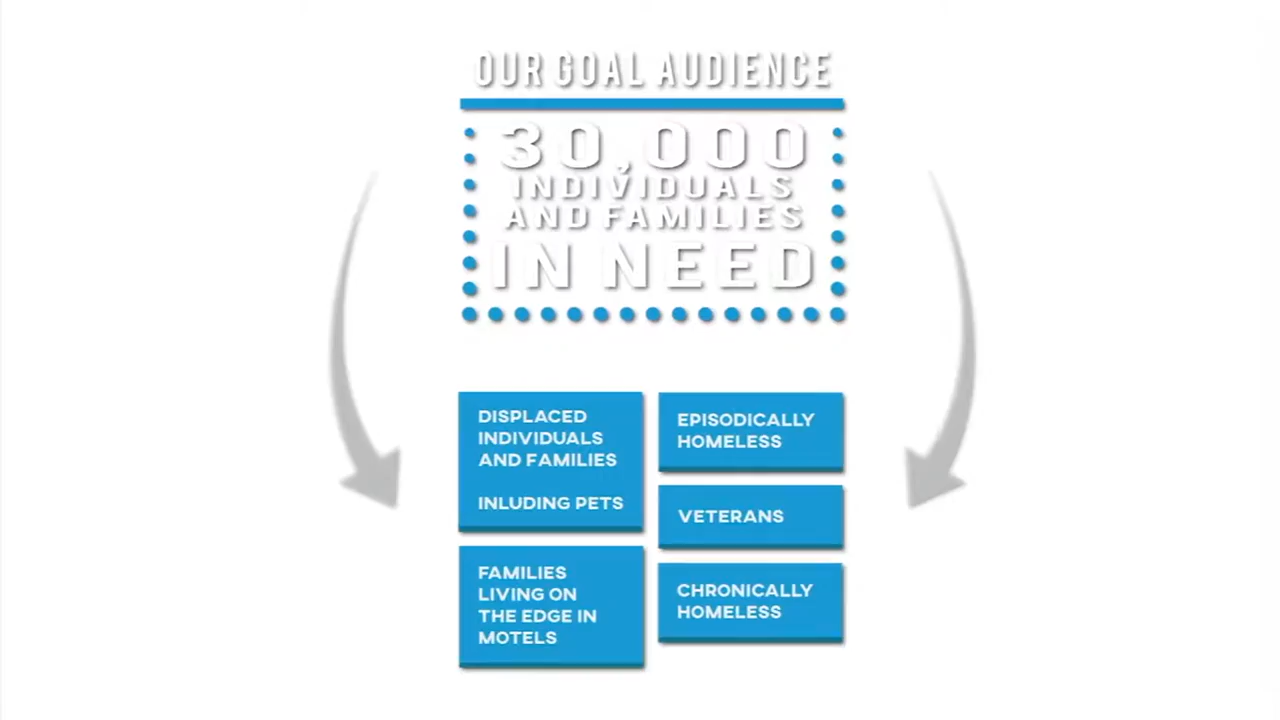 OUR GOAL AUDIENCE
30,000
INDIVIDUALS
AND FAMILIES
IN NEED
DISPLACED
INDIVIDUALS
AND FAMILIES
INLUDING PETS
FAMILIES
LIVING ON
THE EDGE IN
MOTELS
EPISODICALLY
HOMELESS
VETERANS
CHRONICALLY
HOMELESS